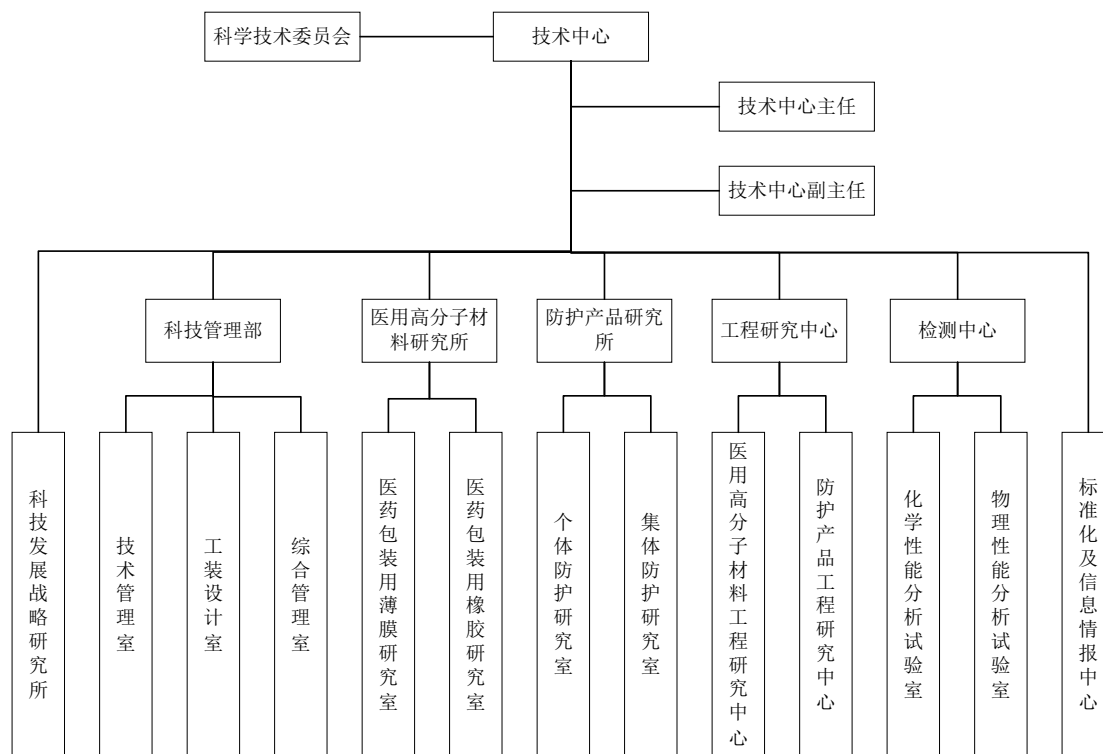 科学技术委员会
技术中心
技术中心主任
技术中心副主任
科技管理部
医用高分子材
料研究所
防护产品研究
所
工程研究中心
检测中心
科技发展战略研究所
技术管理室
工装设计室
综合管理室
医药包装用薄膜研究室
医药包装用橡胶研究室
个体防护研究室
集体防护研究室
医用高分子材料工程研究中心
防护产品工程研究中心
化学性能分析试验室
物理性能分析试验室
标准化及信息情报中心